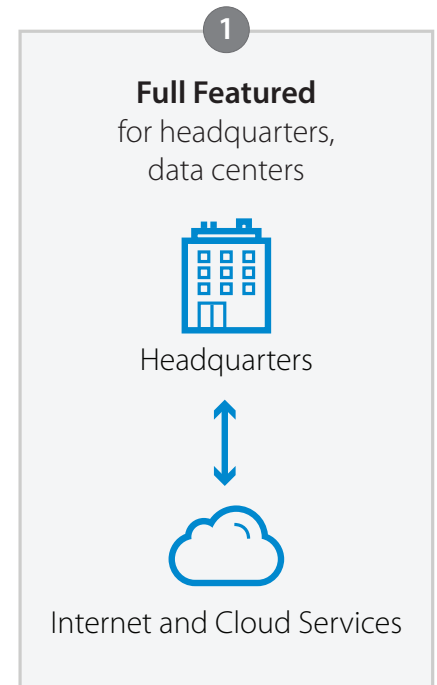 1
Full Featured
for headquarters,
data centers
Headquarters
Internet and Cloud Services